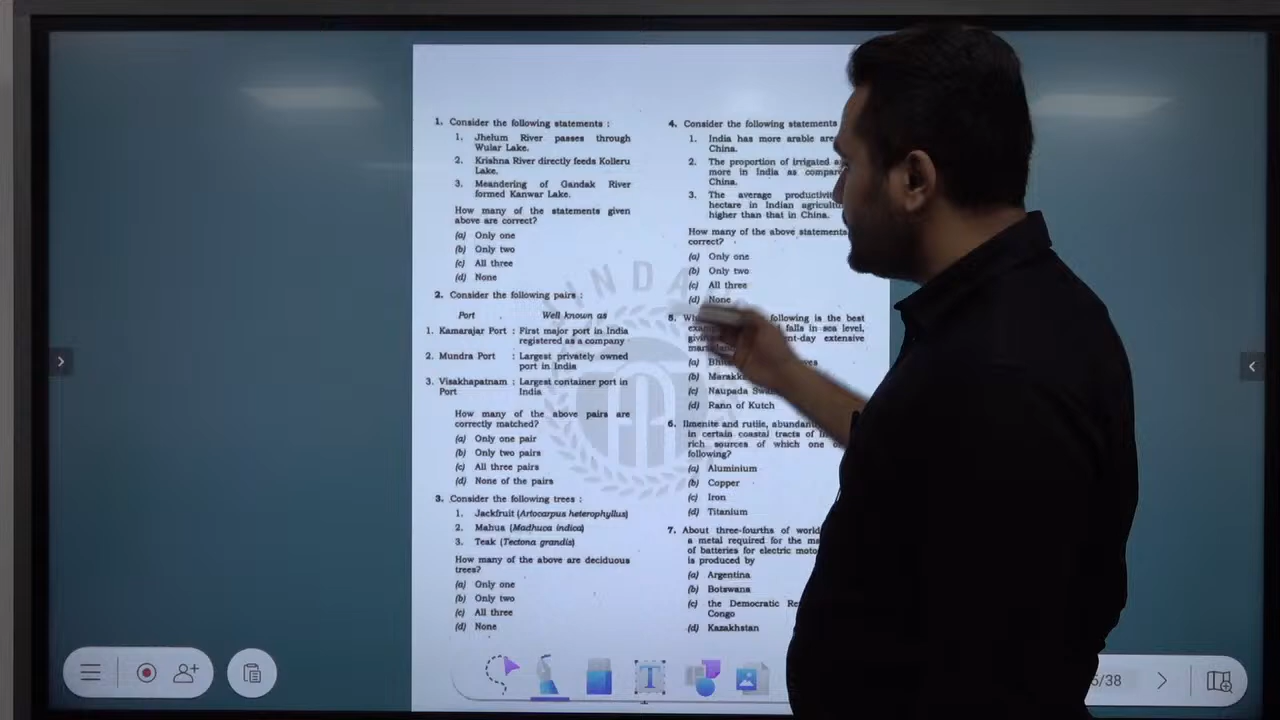 1. Consider the following statements :
1. Jhelum River passes through
Wular Lake.
2. Krishna River directly feeds Kolleru
Lake.
3. Meandering of Gandak River
formed Kanwar Lake.
How many of the statements given
above are correct?
(a) Only one
(b) Only two
(c) All three
(d) None
2. Consider the following pairs :
Port Well known as
1. Kamarajar Port : First major port in India
registered as a company
2. Mundra Port : Largest privately owned
port in India
3. Visakhapatnam : Largest container port in
Port India
How many of the above pairs are
correctly matched?
(a) Only one pair
(b) Only two pairs
(c) All three pairs
(d) None of the pairs
3. Consider the following trees :
1. Jackfruit (Artocarpus heterophyllus)
2. Mahua (Madhuca indica)
3. Teak (Tectona grandis)
How many of the above are deciduous
trees?
(a) Only one
(b) Only two
(c) All three
(d) None
4. Consider the following statements
1. India has more arable
China.
2. The proportion of irrigated
more in India as
China.
3. The average
hectare in Indian
higher than that in China.
How many of the above statements
correct?
(a) Only one
(b) Only two
(c) All three
(d) None
5. following is the best
falls in sea level,
extensive
(a)
(b)
(c) Naupada
(d) Rann of Kutch
6. Ilmenite and rutile,
in certain coastal tracts of
rich sources of which one
following?
(a) Aluminium
(b) Copper
(c) Iron
(d) Titanium
7. About three-fourths of
a metal required for the
of batteries for electric
is produced by
(a) Argentina
(b) Botswana
(c) the Democratic
Congo
(d) Kazakhstan
T
/38